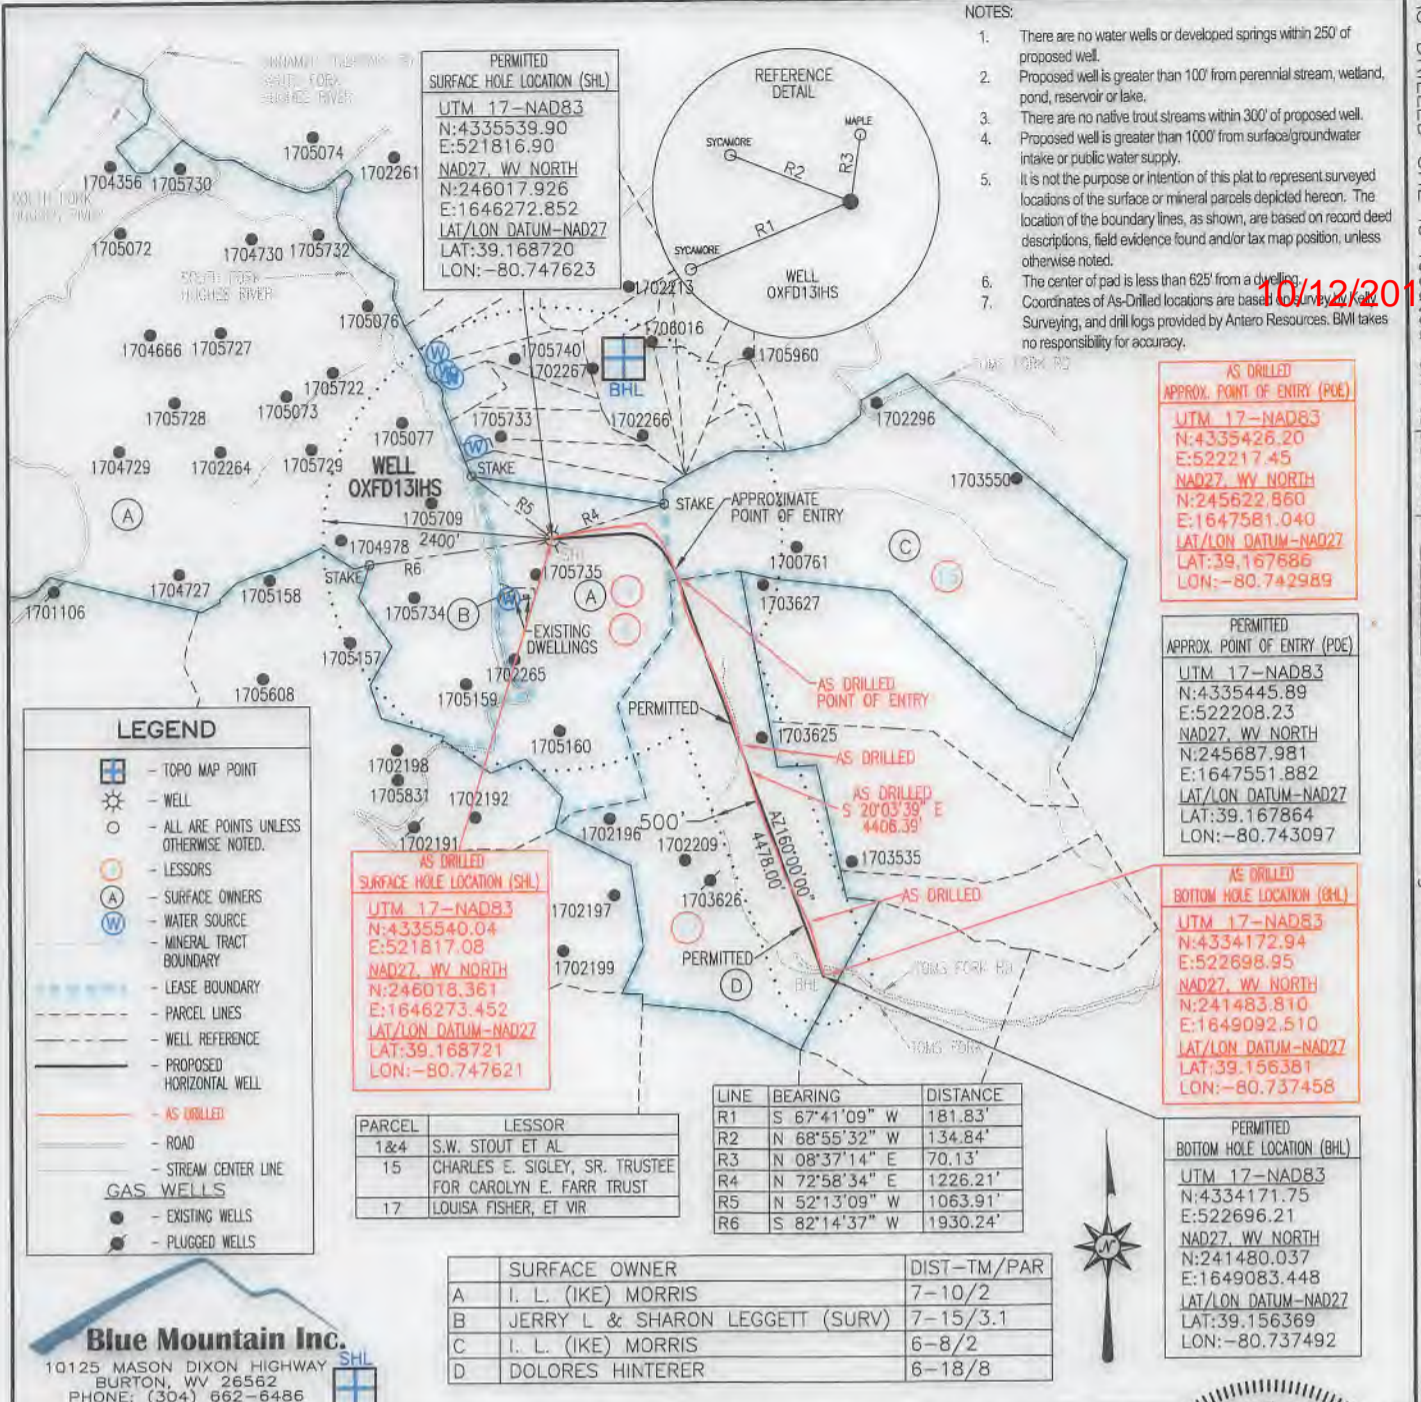 NOTES:
1. There are no water wells or developed springs within 250' of
proposed well.
2. Proposed well is greater than 100' from perennial stream, wetland,
pond, reservoir or lake.
3. There are no native trout streams within 300' of proposed well.
4. Proposed well is greater than 1000' from surface/groundwater
intake or public water supply.
5. It is not the purpose or intention of this plat to represent surveyed
locations of the surface or mineral parcels depicted hereon. The
location of the boundary lines, as shown, are based on record deed
descriptions, field evidence found and/or tax map position, unless
otherwise noted.
6. The center of pad is less than 625' from a dwelling.
7. Coordinates of As-Drilled locations are based on survey by Kelly
Surveying, and drill logs provided by Antero Resources. BMI takes
no responsibility for accuracy.
10/12/201
PERMITTED
SURFACE HOLE LOCATION (SHL)
UTM 17-NAD83
N:4335539.90
E:521816.90
NAD27, WV NORTH
N:246017.926
E:1646272.852
LAT/LON DATUM-NAD27
LAT:39.168720
LON:-80.747623
REFERENCE
DETAIL
SYCAMORE
MAPLE
R2
R3
R1
SYCAMORE
WELL
OXFD13IHS
SOUTH FORK
HUGHES RIVER
1705074
1702261
1704356
1705730
1705072
1704730
1705732
1705076
1702213
1706016
1704666
1705727
1705740
1702267
1705960
BHL
TOMS FORK RD
1705722
1705728
1705073
1705077
1705733
1702266
1702296
1704729
1702264
1705729
WELL
OXFD13IHS
W
STAKE
1703550
A
1705709
R5
R4
STAKE
APPROXIMATE
POINT OF ENTRY
2400'
1704978
STAKE
R6
SHL
1700761
C
15
1701106
1704727
1705158
1705735
A
1703627
1705734
B
W
EXISTING
DWELLINGS
1705157
1702265
1705608
1705159
AS DRILLED
POINT OF ENTRY
PERMITTED
1705160
1703625
AS DRILLED
1702198
1705831
1702192
1702191
AS DRILLED
S 20°03'39" E
4406.39'
1702196
500'
AZ160°00'00"
4478.00'
1702209
1703535
1703626
1702197
AS DRILLED
1702199
PERMITTED
D
BHL
TOMS FORK RD
TOMS FORK
AS DRILLED
APPROX. POINT OF ENTRY (POE)
UTM 17-NAD83
N:4335426.20
E:522217.45
NAD27, WV NORTH
N:245622.860
E:1647581.040
LAT/LON DATUM-NAD27
LAT:39.167686
LON:-80.742989
PERMITTED
APPROX. POINT OF ENTRY (POE)
UTM 17-NAD83
N:4335445.89
E:522208.23
NAD27, WV NORTH
N:245687.981
E:1647551.882
LAT/LON DATUM-NAD27
LAT:39.167864
LON:-80.743097
AS DRILLED
BOTTOM HOLE LOCATION (BHL)
UTM 17-NAD83
N:4334172.94
E:522698.95
NAD27, WV NORTH
N:241483.810
E:1649092.510
LAT/LON DATUM-NAD27
LAT:39.156381
LON:-80.737458
PERMITTED
BOTTOM HOLE LOCATION (BHL)
UTM 17-NAD83
N:4334171.75
E:522696.21
NAD27, WV NORTH
N:241480.037
E:1649083.448
LAT/LON DATUM-NAD27
LAT:39.156369
LON:-80.737492
LEGEND
- TOPO MAP POINT
- WELL
- ALL ARE POINTS UNLESS
OTHERWISE NOTED.
- LESSORS
A - SURFACE OWNERS
W - WATER SOURCE
- MINERAL TRACT
BOUNDARY
- LEASE BOUNDARY
- PARCEL LINES
- WELL REFERENCE
- PROPOSED
HORIZONTAL WELL
- AS DRILLED
- ROAD
- STREAM CENTER LINE
GAS WELLS
- EXISTING WELLS
- PLUGGED WELLS
AS DRILLED
SURFACE HOLE LOCATION (SHL)
UTM 17-NAD83
N:4335540.04
E:521817.08
NAD27, WV NORTH
N:246018.361
E:1646273.452
LAT/LON DATUM-NAD27
LAT:39.168721
LON:-80.747621
PARCEL LESSOR
1&4 S.W. STOUT ET AL
15 CHARLES E. SIGLEY, SR. TRUSTEE
FOR CAROLYN E. FARR TRUST
17 LOUISA FISHER, ET VIR
LINE BEARING DISTANCE
R1 S 67°41'09" W 181.83'
R2 N 68°55'32" W 134.84'
R3 N 08°37'14" E 70.13'
R4 N 72°58'34" E 1226.21'
R5 N 52°13'09" W 1063.91'
R6 S 82°14'37" W 1930.24'
SURFACE OWNER DIST-TM/PAR
A I. L. (IKE) MORRIS 7-10/2
B JERRY L & SHARON LEGGETT (SURV) 7-15/3.1
C I. L. (IKE) MORRIS 6-8/2
D DOLORES HINTERER 6-18/8
N
Blue Mountain Inc.
10125 MASON DIXON HIGHWAY
BURTON, WV 26562
PHONE: (304) 662-6486
SHL